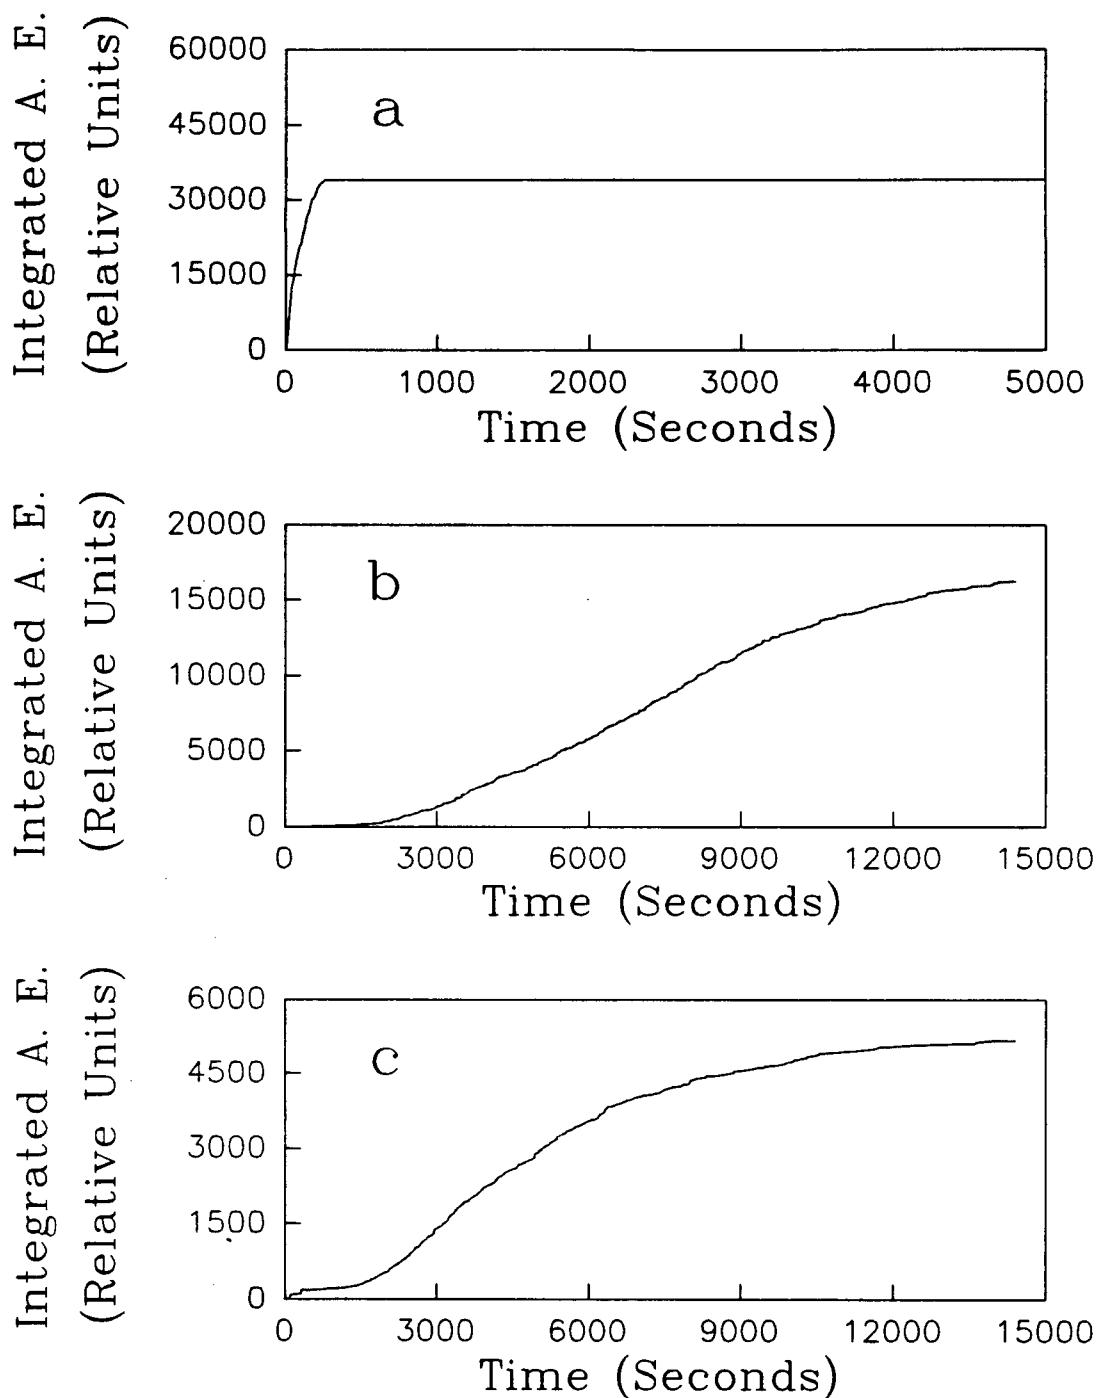 Integrated A. E.
(Relative Units)
60000
45000
30000
15000
0
a
0 1000 2000 3000 4000 5000
Time (Seconds)
Integrated A. E.
(Relative Units)
20000
15000
10000
5000
0
b
0 3000 6000 9000 12000 15000
Time (Seconds)
Integrated A. E.
(Relative Units)
6000
4500
3000
1500
0
c
0 3000 6000 9000 12000 15000
Time (Seconds)